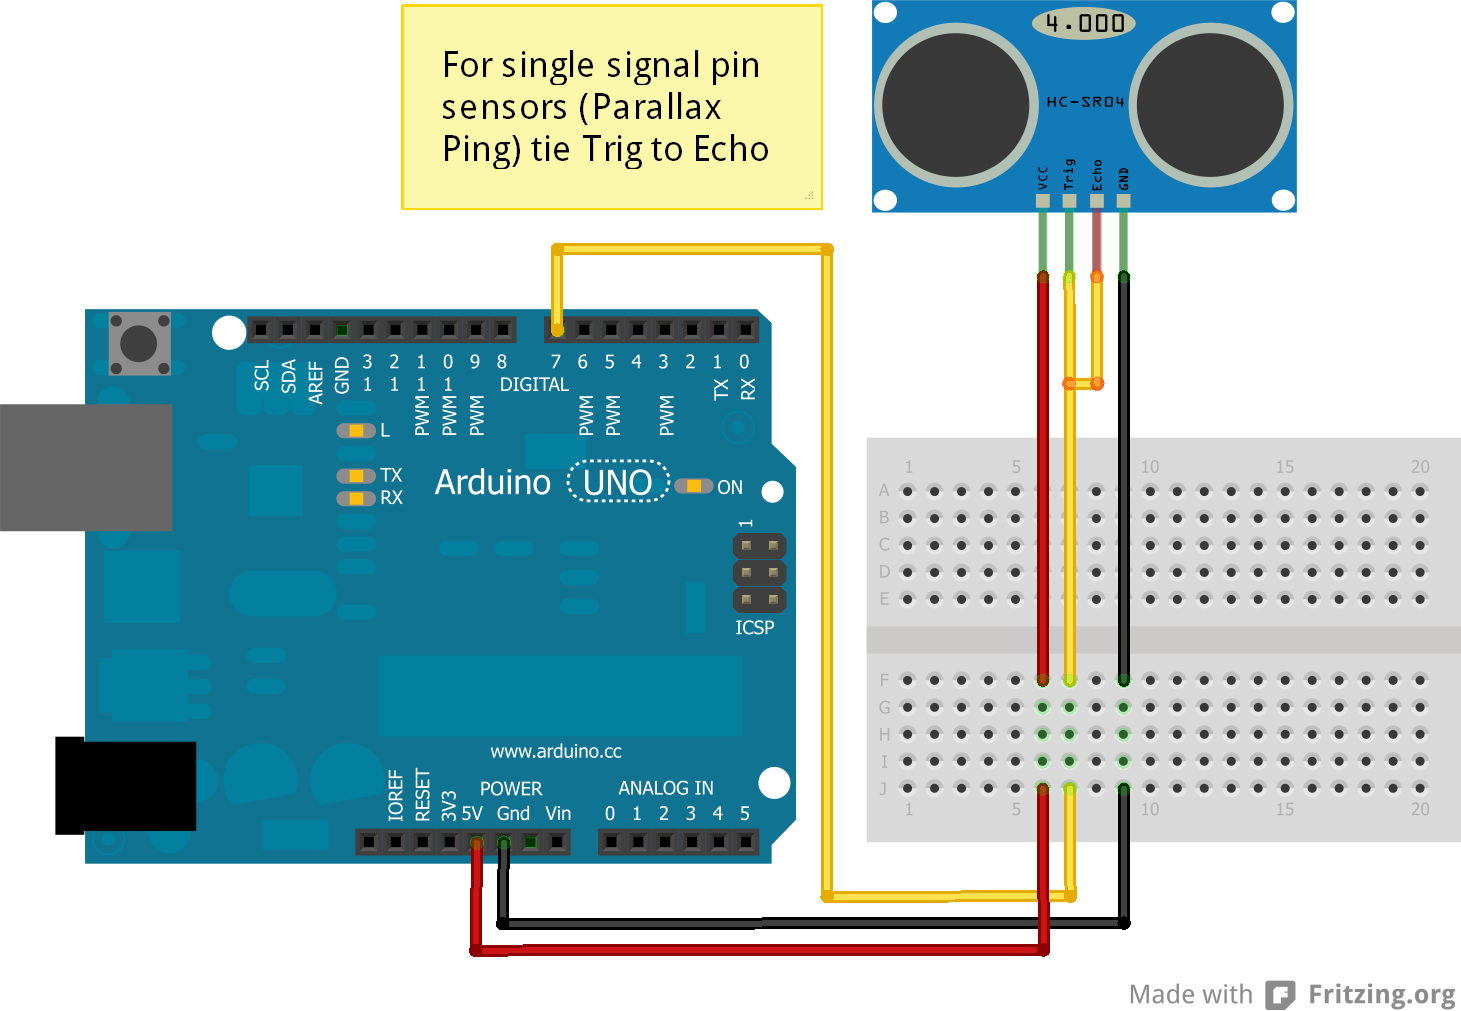 For single signal pin
sensors (Parallax
Ping) tie Trig to Echo
4.000
HC-SR04
VCC
Trig
Echo
GND
SCL
SDA
AREF
GND
13
12
PWM 11
PWM 10
PWM 9
8
7
PWM 6
PWM 5
4
PWM 3
2
TX 1
RX 0
DIGITAL
L
TX
RX
Arduino UNO
ON
1
ICSP
www.arduino.cc
POWER
ANALOG IN
IOREF
RESET
3V3
5V Gnd Vin
0 1 2 3 4 5
1 5 10 15 20
A
B
C
D
E
F
G
H
I
J
1 5 10 15 20
Made with Fritzing.org